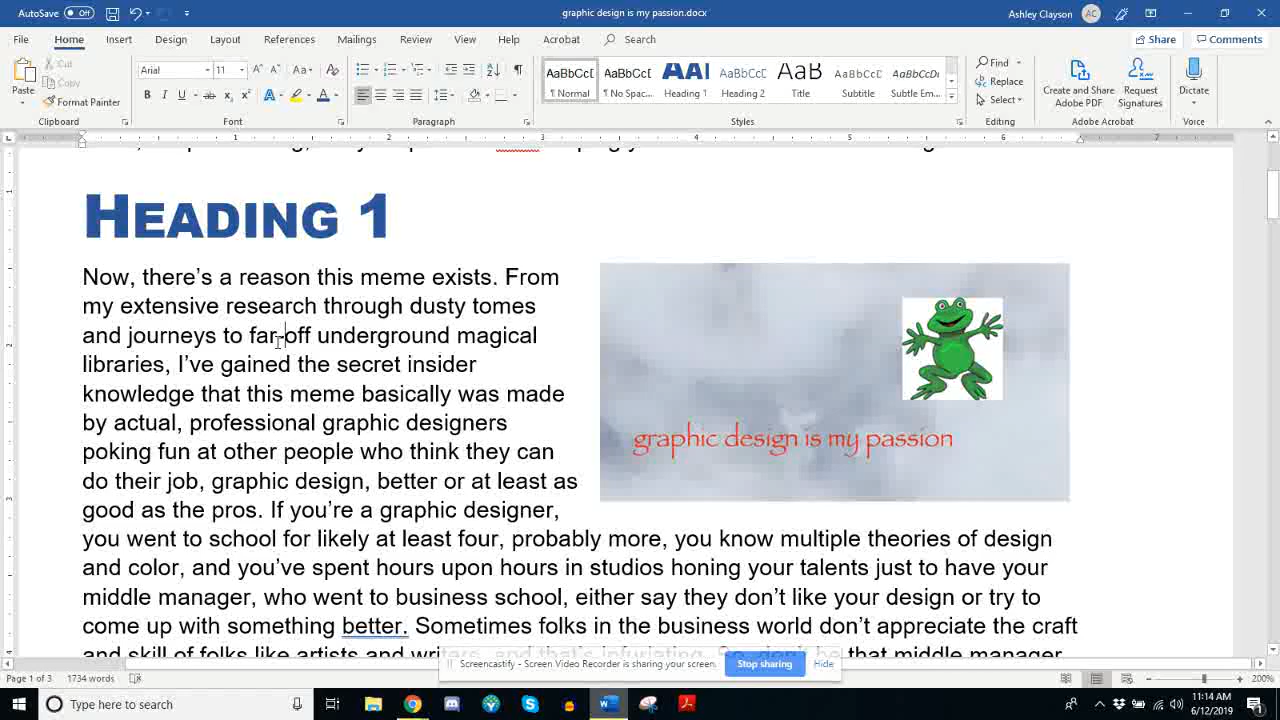 AutoSave Off
graphic design is my passion.docx
Ashley Clayson AC
File Home Insert Design Layout References Mailings Review View Help Acrobat Search
Share Comments
Paste
Cut
Copy
Format Painter
Clipboard
Arial 11
Font
Paragraph
AaBbCcD AaBbCcD AAI AaBbCcD AaB AaBbCcD AaBbCcD
¶ Normal ¶ No Spac... Heading 1 Heading 2 Title Subtitle Subtle Em...
Styles
Find
Replace
Select
Editing
Create and Share Adobe PDF
Request Signatures
Adobe Acrobat
Dictate
Voice
1 2 3 4 5 6 7
HEADING 1
Now, there's a reason this meme exists. From
my extensive research through dusty tomes
and journeys to far-off underground magical
libraries, I've gained the secret insider
knowledge that this meme basically was made
by actual, professional graphic designers
poking fun at other people who think they can
do their job, graphic design, better or at least as
good as the pros. If you're a graphic designer,
graphic design is my passion
you went to school for likely at least four, probably more, you know multiple theories of design
and color, and you've spent hours upon hours in studios honing your talents just to have your
middle manager, who went to business school, either say they don't like your design or try to
come up with something better. Sometimes folks in the business world don't appreciate the craft
and skill of folks like artists and writers, and that's infuriating. So, don't be that middle manager
Screencastify - Screen Video Recorder is sharing your screen. Stop sharing Hide
Page 1 of 3 1734 words 200%
Type here to search
11:14 AM
6/12/2019